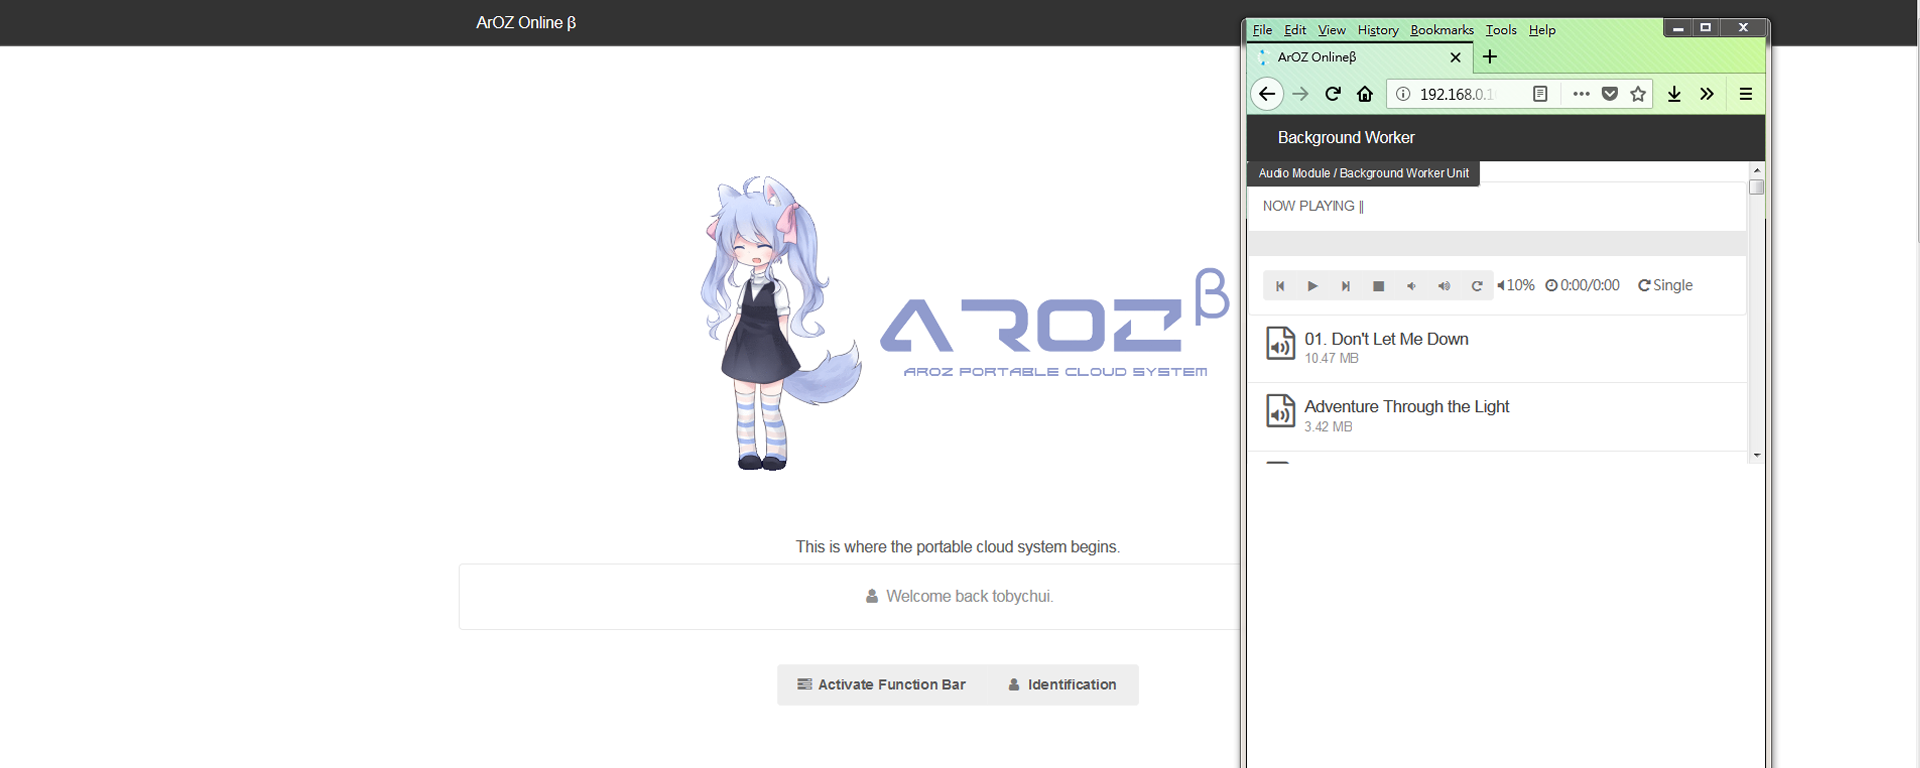 ArOZ Online β
AROZ β
AROZ PORTABLE CLOUD SYSTEM
This is where the portable cloud system begins.
Welcome back tobychui.
Activate Function Bar
Identification
File Edit View History Bookmarks Tools Help
ArOZ Onlineβ
192.168.0.1
Background Worker
Audio Module / Background Worker Unit
NOW PLAYING ||
10% 0:00/0:00 Single
01. Don't Let Me Down
10.47 MB
Adventure Through the Light
3.42 MB